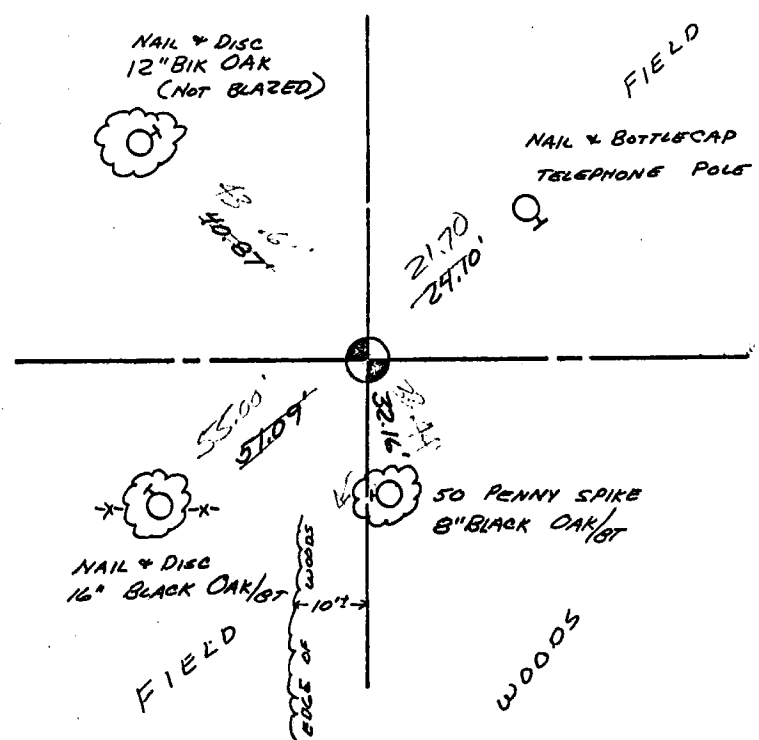 NAIL & DISC
12" Blk OAK
(NOT BLAZED)
FIELD
NAIL & BOTTLECAP
TELEPHONE POLE
40.87'
21.70
24.10'
55.00'
51.09'
32.16'
50 PENNY SPIKE
8" BLACK OAK/BT
-X-
-X-
NAIL & DISC
16" BLACK OAK/BT
10'±
EDGE OF WOODS
FIELD
WOODS